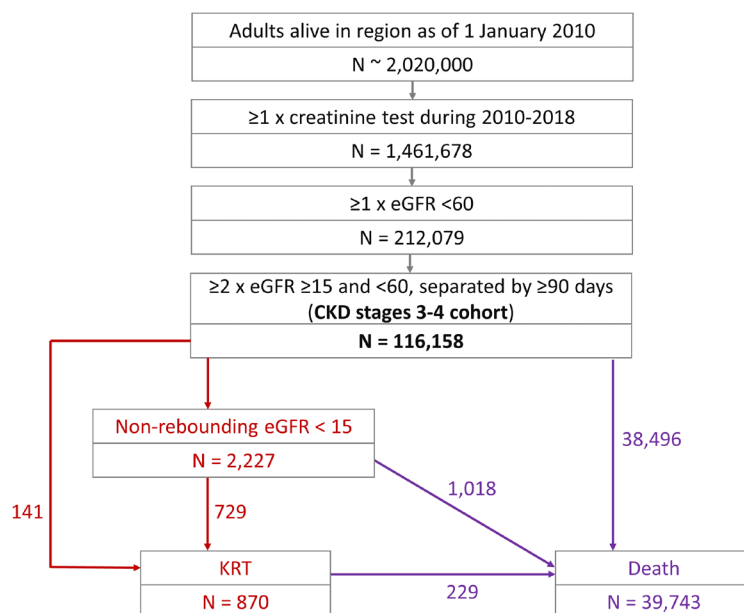 Adults alive in region as of 1 January 2010
N ~ 2,020,000
≥1 x creatinine test during 2010-2018
N = 1,461,678
≥1 x eGFR <60
N = 212,079
≥2 x eGFR ≥15 and <60, separated by ≥90 days
(CKD stages 3-4 cohort)
N = 116,158
Non-rebounding eGFR < 15
N = 2,227
38,496
1,018
141
729
KRT
N = 870
229
Death
N = 39,743